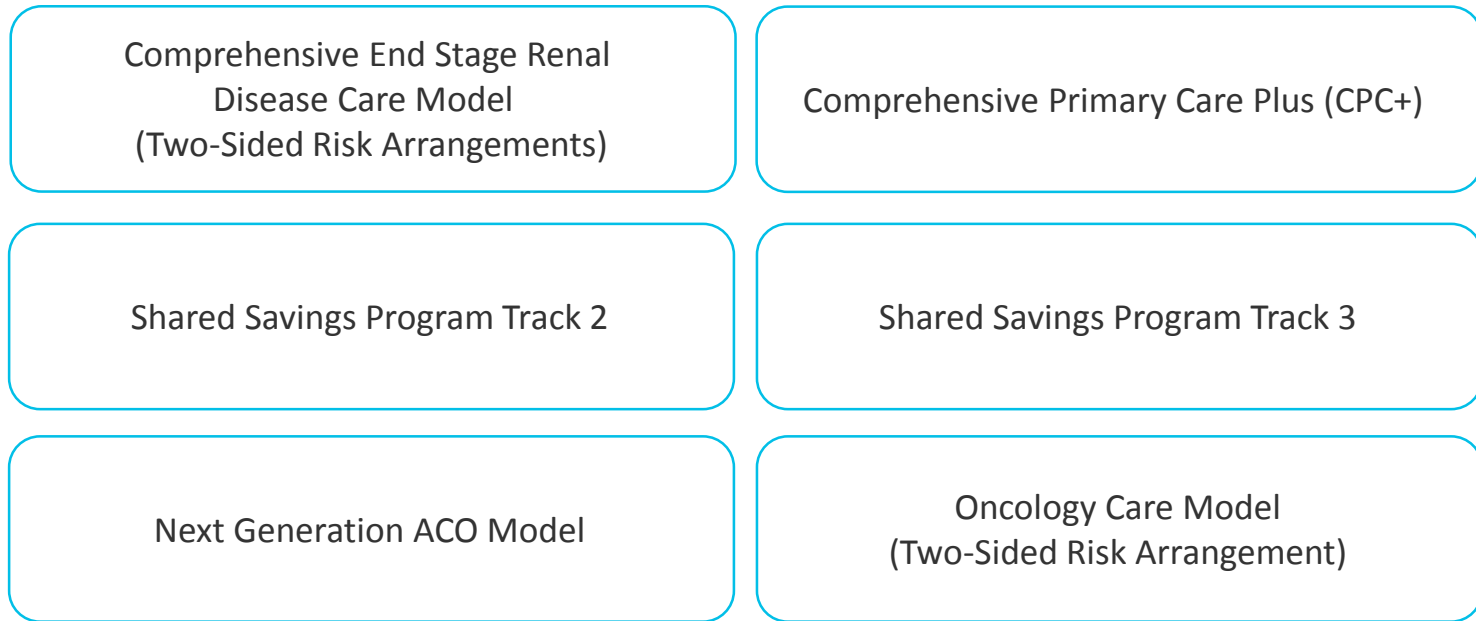 Comprehensive End Stage Renal
Disease Care Model
(Two-Sided Risk Arrangements)
Comprehensive Primary Care Plus (CPC+)
Shared Savings Program Track 2
Shared Savings Program Track 3
Next Generation ACO Model
Oncology Care Model
(Two-Sided Risk Arrangement)